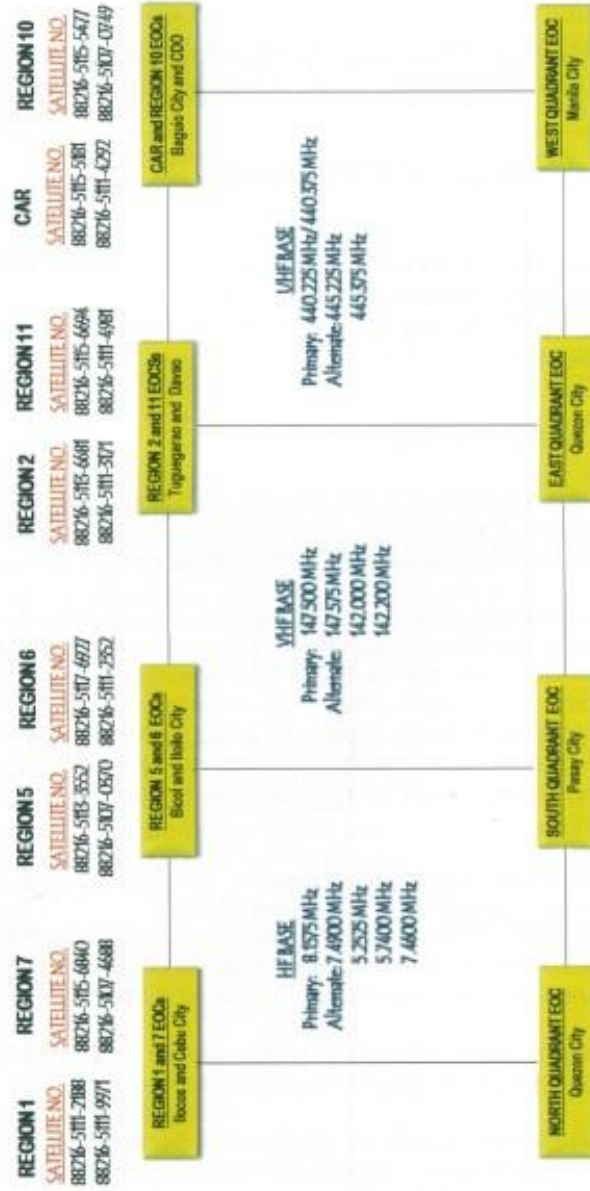 REGION 1
SATELLITE NO.
88216-5111-2188
88216-5111-9971
REGION 7
SATELLITE NO.
88216-5115-6840
88216-5107-4688
REGION 5
SATELLITE NO.
88216-5113-3552
88216-5107-0570
REGION 6
SATELLITE NO.
88216-5117-6927
88216-5111-2352
REGION 2
SATELLITE NO.
88216-5113-6681
88216-5111-3171
REGION 11
SATELLITE NO.
88216-5115-6694
88216-5111-4981
CAR
SATELLITE NO.
88216-5115-5181
88216-5111-4292
REGION 10
SATELLITE NO.
88216-5115-5477
88216-5107-0749
REGION 1 and 7 EOCs
Ilocos and Cebu City
REGION 5 and 6 EOCs
Bicol and Iloilo City
REGION 2 and 11 EOCSs
Tuguegarao and Davao
CAR and REGION 10 EOCs
Baguio City and CDO
HF BASE
Primary: 8.1575 MHz
Alternate: 7.4900 MHz
5.2525 MHz
5.7400 MHz
7.4600 MHz
VHF BASE
Primary: 147.500 MHz
Alternate: 147.575 MHz
142.000 MHz
142.200 MHz
UHF BASE
Primary: 440.225 MHz/ 440.375 MHz
Alternate: 445.225 MHz
445.375 MHz
NORTH QUADRANT EOC
Quezon City
SOUTH QUADRANT EOC
Pasay City
EAST QUADRANT EOC
Quezon City
WEST QUADRANT EOC
Manila City